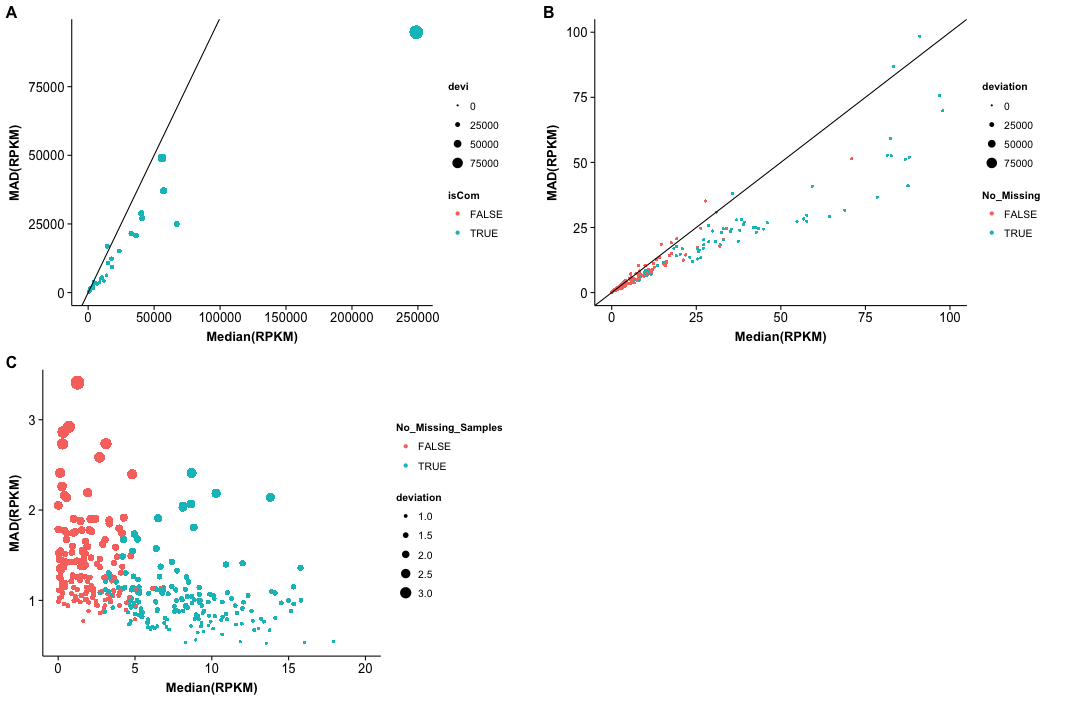 A
MAD(RPKM)
75000
50000
25000
0
0
50000
100000
150000
200000
250000
Median(RPKM)
devi
0
25000
50000
75000
isCom
FALSE
TRUE
B
MAD(RPKM)
100
75
50
25
0
0
25
50
75
100
Median(RPKM)
deviation
0
25000
50000
75000
No_Missing
FALSE
TRUE
C
MAD(RPKM)
3
2
1
0
5
10
15
20
Median(RPKM)
No_Missing_Samples
FALSE
TRUE
deviation
1.0
1.5
2.0
2.5
3.0